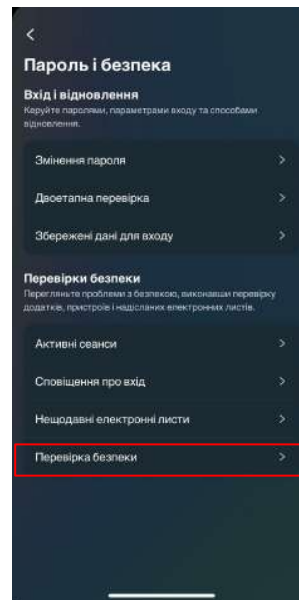 Пароль і безпека
Вхід і відновлення
Керуйте паролями, параметрами входу та способами
відновлення.
Змінення пароля
Двоетапна перевірка
Збережені дані для входу
Перевірки безпеки
Перегляньте проблеми з безпекою, виконавши перевірку
додатків, пристроїв і надісланих електронних листів.
Активні сеанси
Сповіщення про вхід
Нещодавні електронні листи
Перевірка безпеки